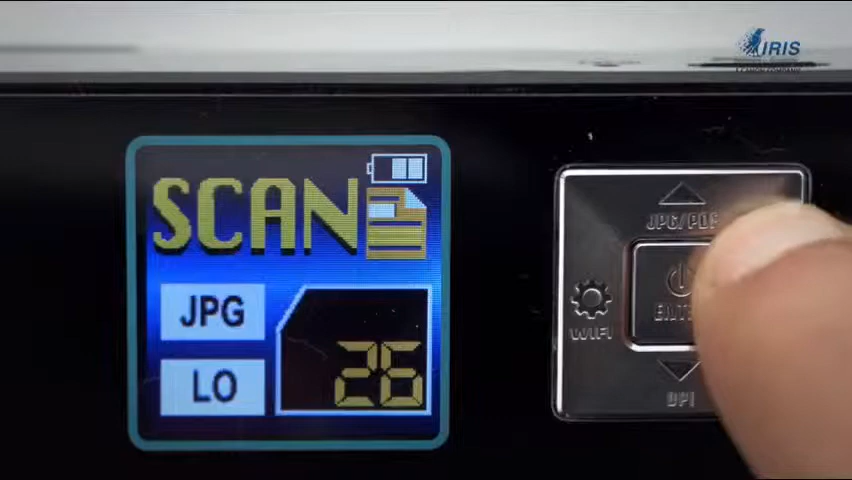 IRIS
SCAN
JPG
LO
26
JPG/PDF
WIFI
DPI